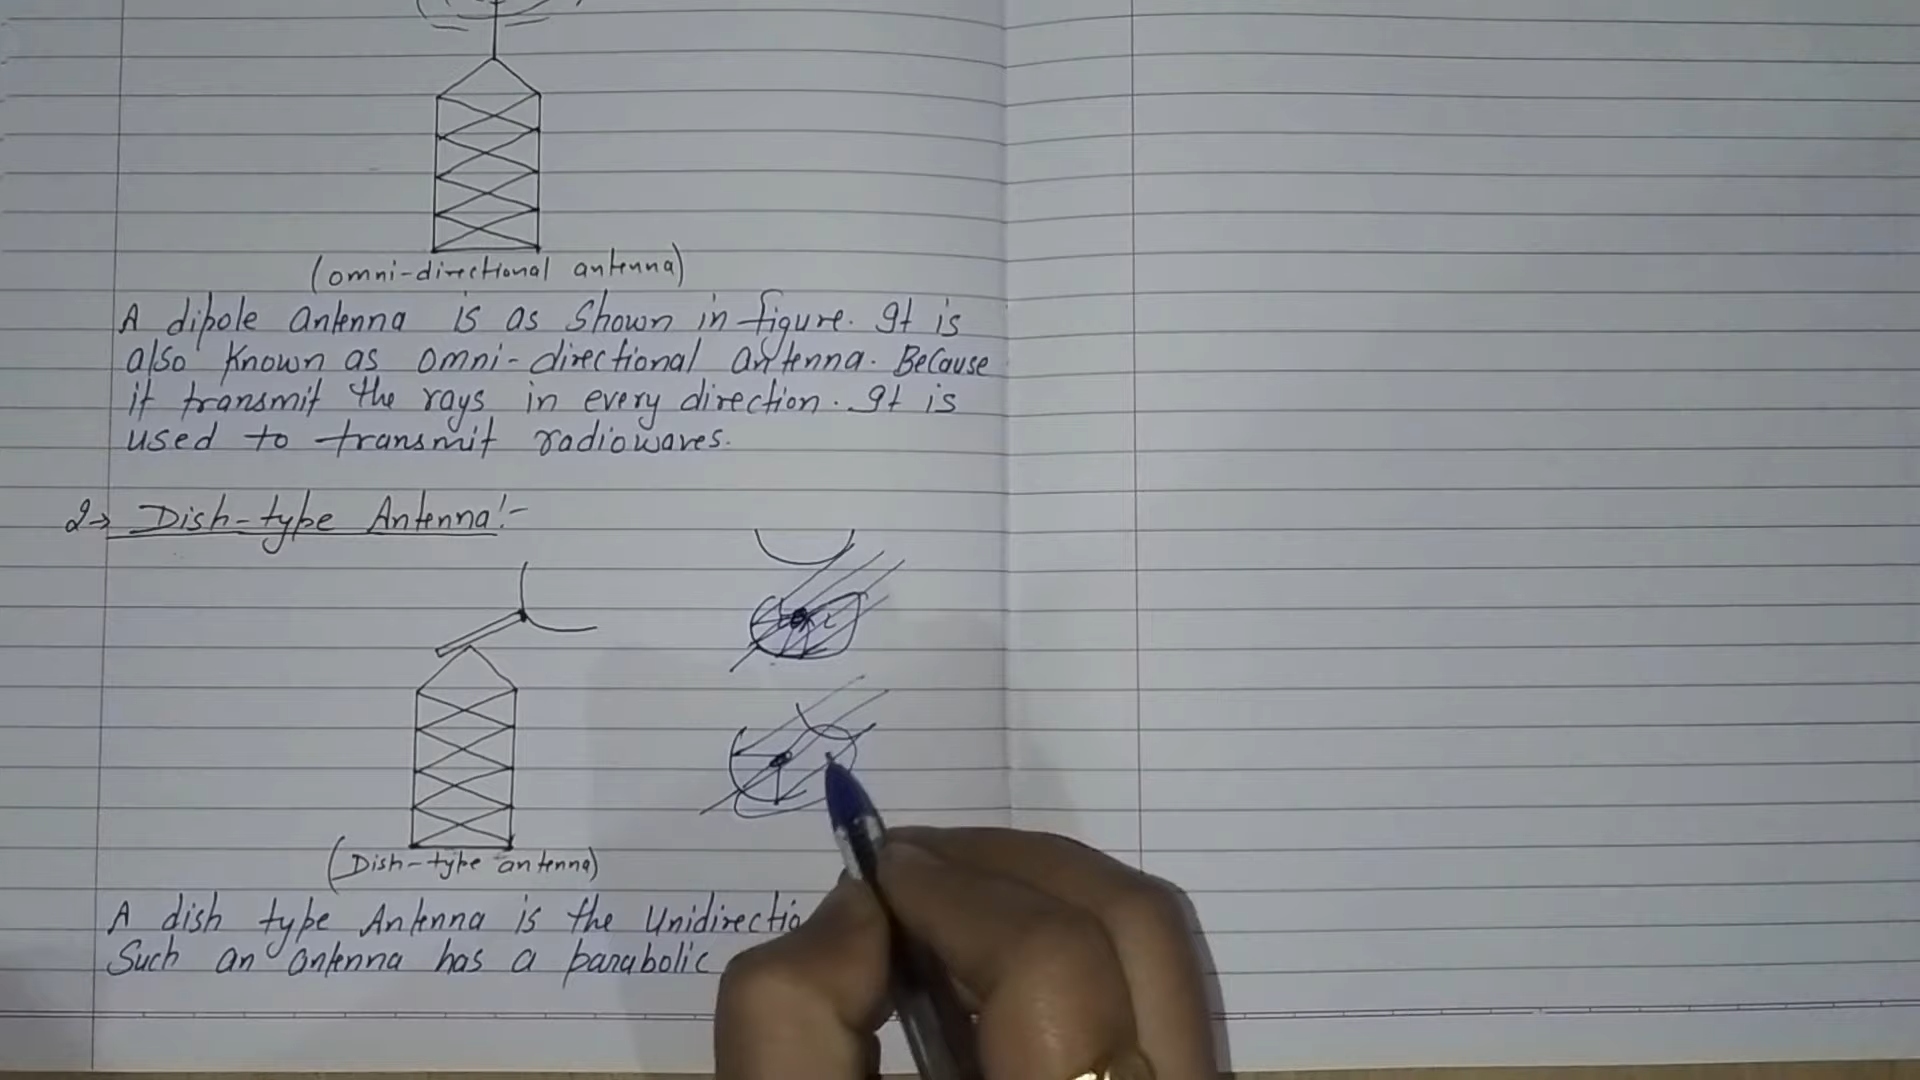 (omni-directional antenna)
A dipole antenna is as shown in figure. It is
also known as omni-directional antenna. Because
it transmit the rays in every direction. It is
used to transmit radiowaves.
2→ Dish-type Antenna:-
(Dish-type antenna)
A dish type Antenna is the
Such an antenna has a parabolic